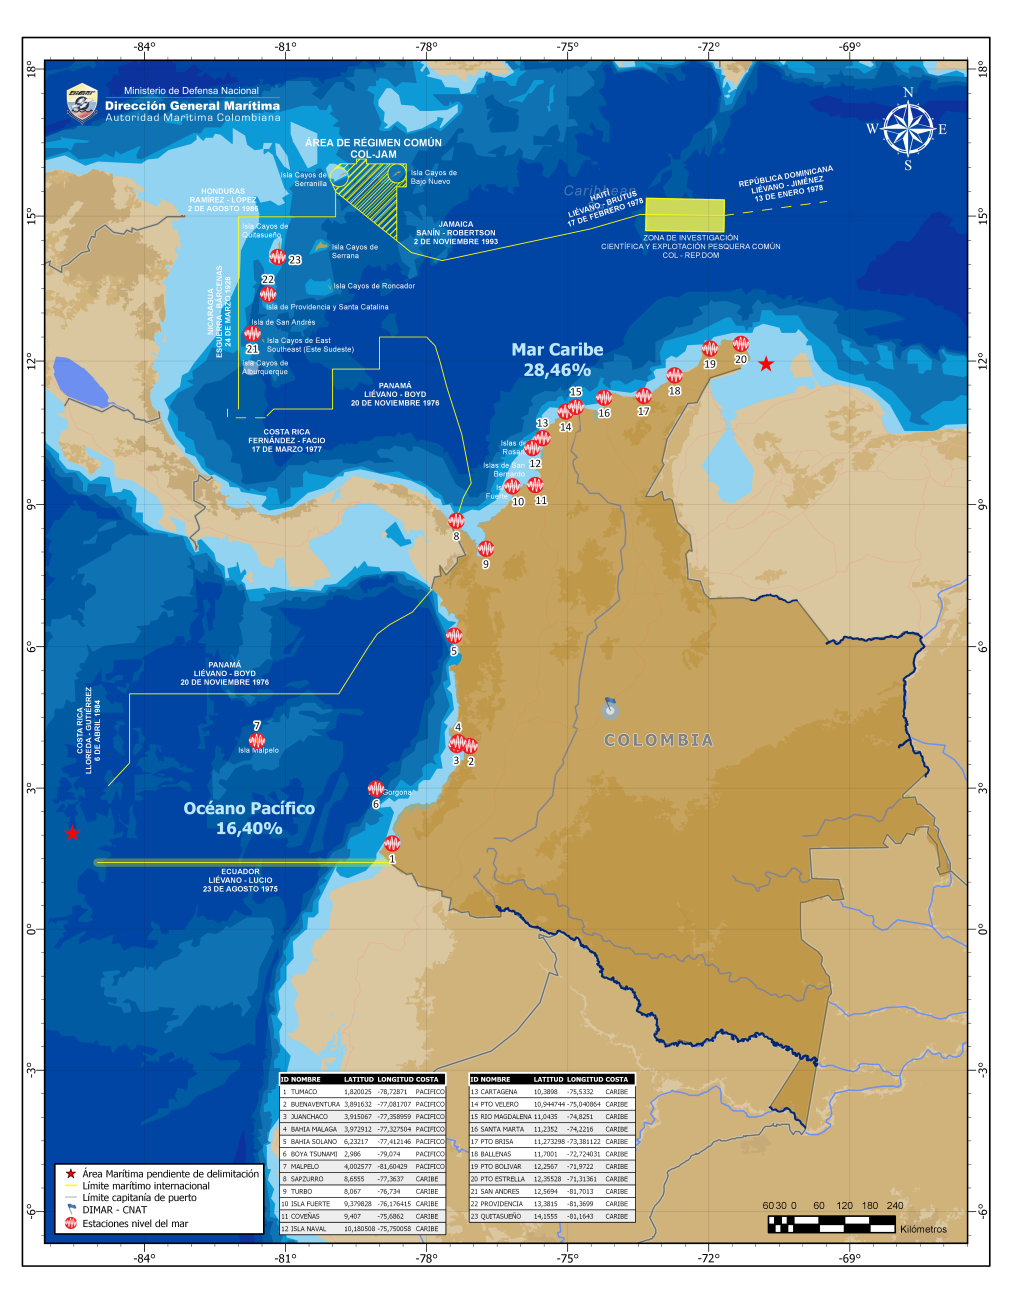 -84°
-81°
-78°
-75°
-72°
-69°
18°
18°
Ministerio de Defensa Nacional
Dirección General Marítima
Autoridad Marítima Colombiana
N
W
E
S
ÁREA DE RÉGIMEN COMÚN
COL-JAM
Isla Cayos de
Serranilla
Isla Cayos de
Bajo Nuevo
Caribbean
HONDURAS
RAMÍREZ - LÓPEZ
2 DE AGOSTO 1986
HAITÍ
LIÉVANO - BRUTUS
17 DE FEBRERO 1978
REPÚBLICA DOMINICANA
LIÉVANO - JIMÉNEZ
13 DE ENERO 1978
15°
15°
JAMAICA
SANÍN - ROBERTSON
2 DE NOVIEMBRE 1993
ZONA DE INVESTIGACIÓN
CIENTÍFICA Y EXPLOTACIÓN PESQUERA COMÚN
COL - REP.DOM
Isla Cayos de
Quitasueño
Isla Cayos de
Serrana
23
22
Isla Cayos de Roncador
Isla de Providencia y Santa Catalina
NICARAGUA
ESGUERRA - BÁRCENAS
24 DE MARZO 1928
Isla de San Andrés
21
Isla Cayos de East
Southeast (Este Sudeste)
Isla Cayos de
Alburquerque
Mar Caribe
28,46%
12°
12°
PANAMÁ
LIÉVANO - BOYD
20 DE NOVIEMBRE 1976
COSTA RICA
FERNÁNDEZ - FACIO
17 DE MARZO 1977
20
19
18
17
16
15
14
13
Islas de
12
Islas de San
Bernardo
Fuerte
11
10
9°
9°
8
9
6°
6°
5
PANAMÁ
LIÉVANO - BOYD
20 DE NOVIEMBRE 1976
COSTA RICA
LLOREDA - GUTIÉRREZ
6 DE ABRIL 1984
7
Isla Malpelo
4
3
2
COLOMBIA
3°
3°
Gorgona
6
Océano Pacífico
16,40%
1
ECUADOR
LIÉVANO - LUCIO
23 DE AGOSTO 1975
0°
0°
-3°
-3°
ID NOMBRE LATITUD LONGITUD COSTA
1 TUMACO 1,820025 -78,72871 PACIFICO
2 BUENAVENTURA 3,891632 -77,081707 PACIFICO
3 JUANCHACO 3,915067 -77,358959 PACIFICO
4 BAHIA MALAGA 3,972912 -77,327504 PACIFICO
5 BAHIA SOLANO 6,23217 -77,412146 PACIFICO
6 BOYA TSUNAMI 2,986 -79,074 PACIFICO
7 MALPELO 4,002577 -81,60429 PACIFICO
8 SAPZURRO 8,6555 -77,3637 CARIBE
9 TURBO 8,067 -76,734 CARIBE
10 ISLA FUERTE 9,379828 -76,176415 CARIBE
11 COVEÑAS 9,407 -75,6862 CARIBE
12 ISLA NAVAL 10,180508 -75,750058 CARIBE
ID NOMBRE LATITUD LONGITUD COSTA
13 CARTAGENA 10,3898 -75,5332 CARIBE
14 PTO VELERO 10,944744 -75,040864 CARIBE
15 RIO MAGDALENA 11,0435 -74,8251 CARIBE
16 SANTA MARTA 11,2352 -74,2216 CARIBE
17 PTO BRISA 11,273298 -73,381122 CARIBE
18 BALLENAS 11,7001 -72,724031 CARIBE
19 PTO BOLIVAR 12,2567 -71,9722 CARIBE
20 PTO ESTRELLA 12,35528 -71,31361 CARIBE
21 SAN ANDRES 12,5694 -81,7013 CARIBE
22 PROVIDENCIA 13,3815 -81,3699 CARIBE
23 QUITASUEÑO 14,1555 -81,1643 CARIBE
Área Marítima pendiente de delimitación
Límite marítimo internacional
Límite capitanía de puerto
DIMAR - CNAT
Estaciones nivel del mar
-6°
-6°
60 30 0 60 120 180 240
Kilómetros
-84°
-81°
-78°
-75°
-72°
-69°